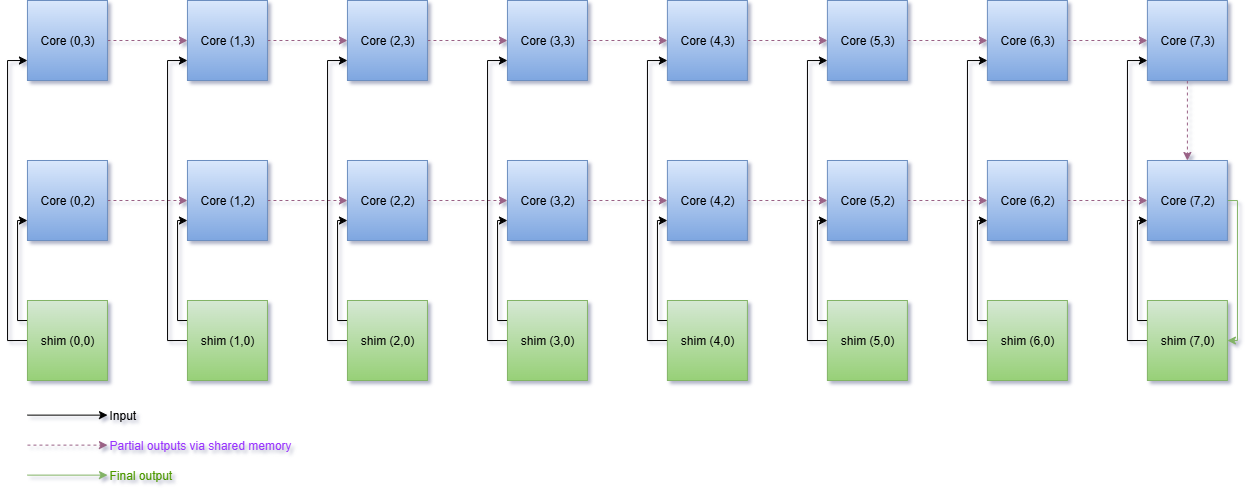 Core (0,3)
Core (1,3)
Core (2,3)
Core (3,3)
Core (4,3)
Core (5,3)
Core (6,3)
Core (7,3)
Core (0,2)
Core (1,2)
Core (2,2)
Core (3,2)
Core (4,2)
Core (5,2)
Core (6,2)
Core (7,2)
shim (0,0)
shim (1,0)
shim (2,0)
shim (3,0)
shim (4,0)
shim (5,0)
shim (6,0)
shim (7,0)
Input
Partial outputs via shared memory
Final output